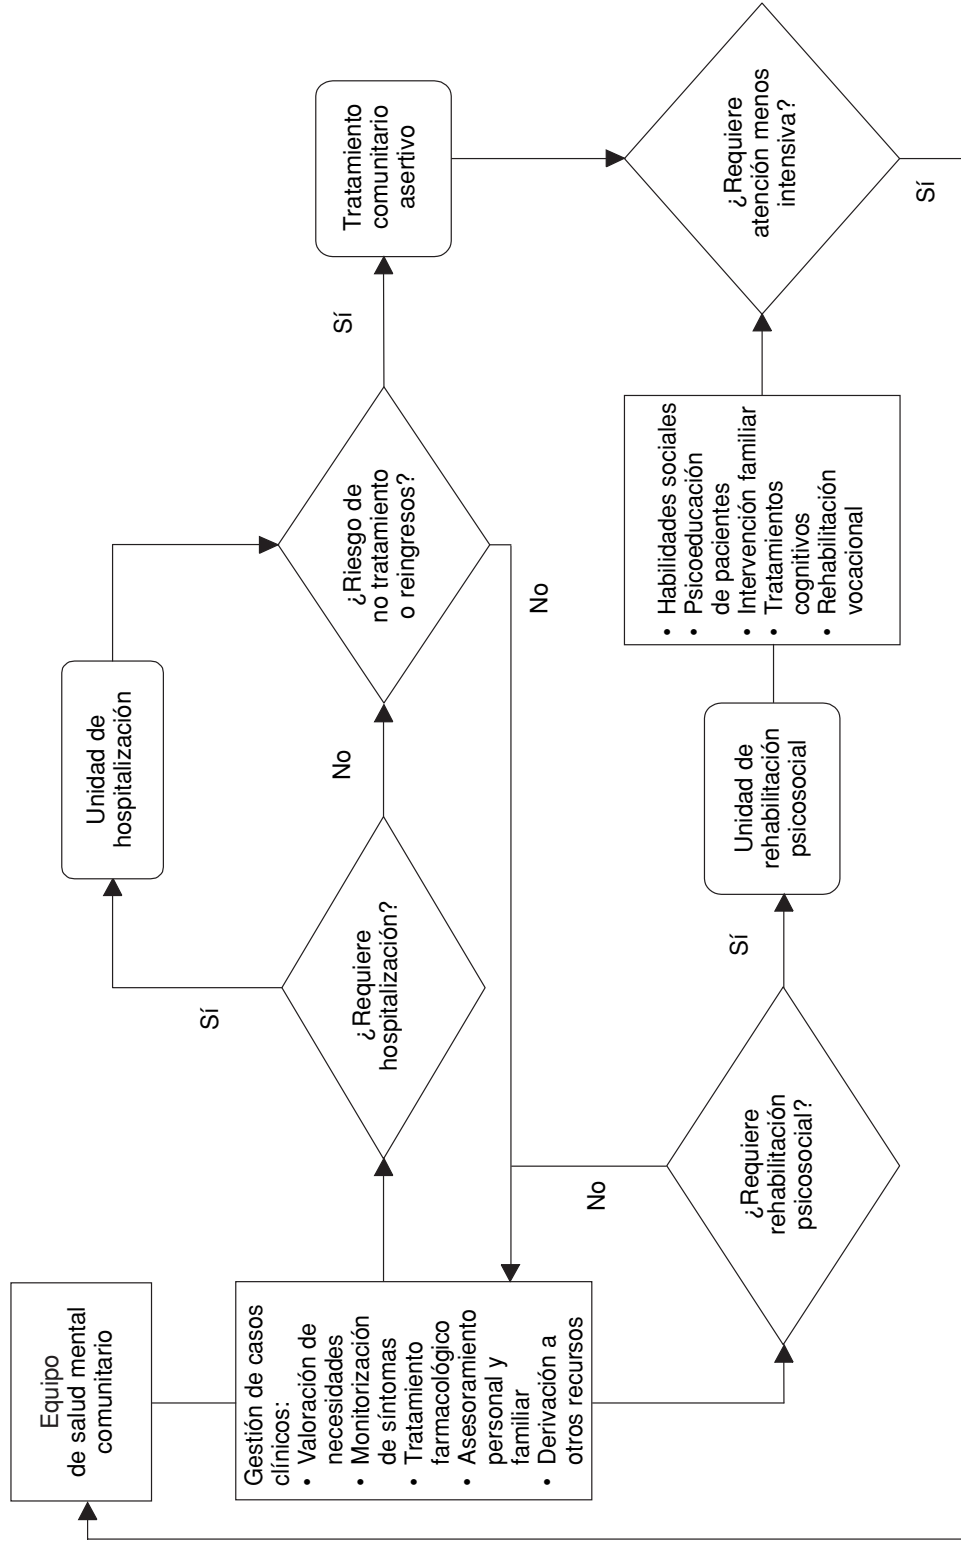 Equipo
de salud mental
comunitario
Gestión de casos
clínicos:
• Valoración de
necesidades
• Monitorización
de síntomas
• Tratamiento
farmacológico
• Asesoramiento
personal y
familiar
• Derivación a
otros recursos
¿Requiere
hospitalización?
Sí
No
Unidad de
hospitalización
¿Riesgo de
no tratamiento
o reingresos?
Sí
No
Tratamiento
comunitario
asertivo
¿Requiere
rehabilitación
psicosocial?
No
Sí
Unidad de
rehabilitación
psicosocial
• Habilidades sociales
• Psicoeducación
de pacientes
• Intervención familiar
• Tratamientos
cognitivos
• Rehabilitación
vocacional
¿Requiere
atención menos
intensiva?
Sí